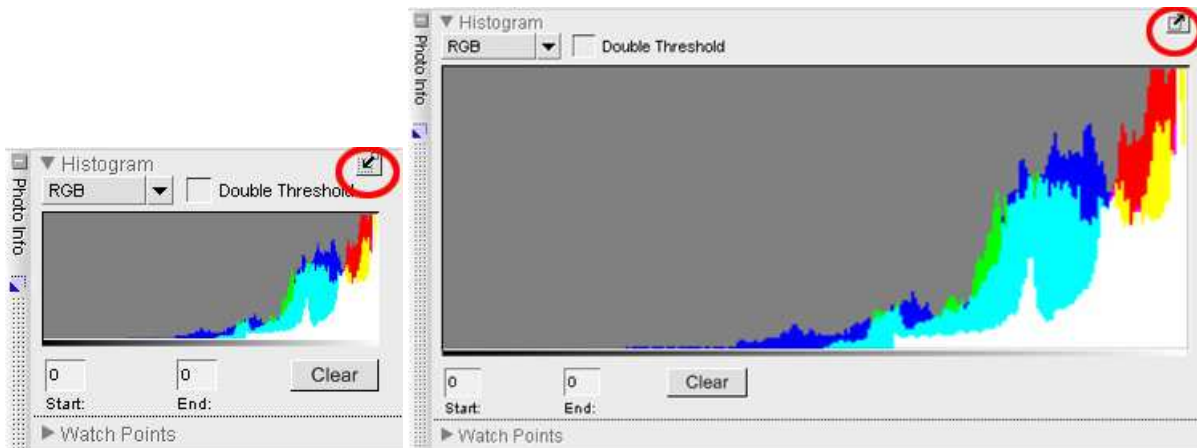 Photo Info
Histogram
RGB Double Threshold
0 0 Clear
Start: End:
Watch Points
Photo Info
Histogram
RGB Double Threshold
0 0 Clear
Start: End:
Watch Points